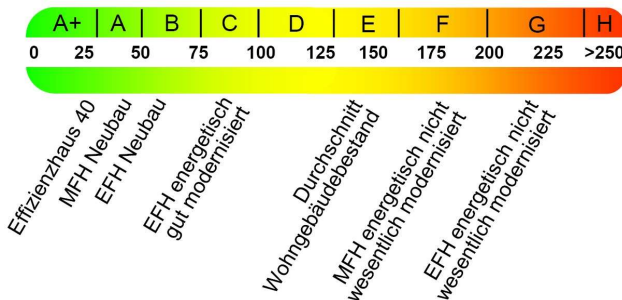 A+ A B C D E F G H
0 25 50 75 100 125 150 175 200 225 >250
Effizienzhaus 40
MFH Neubau
EFH Neubau
EFH energetisch
gut modernisiert
Durchschnitt
Wohngebäudebestand
MFH energetisch nicht
wesentlich modernisiert
EFH energetisch nicht
wesentlich modernisiert